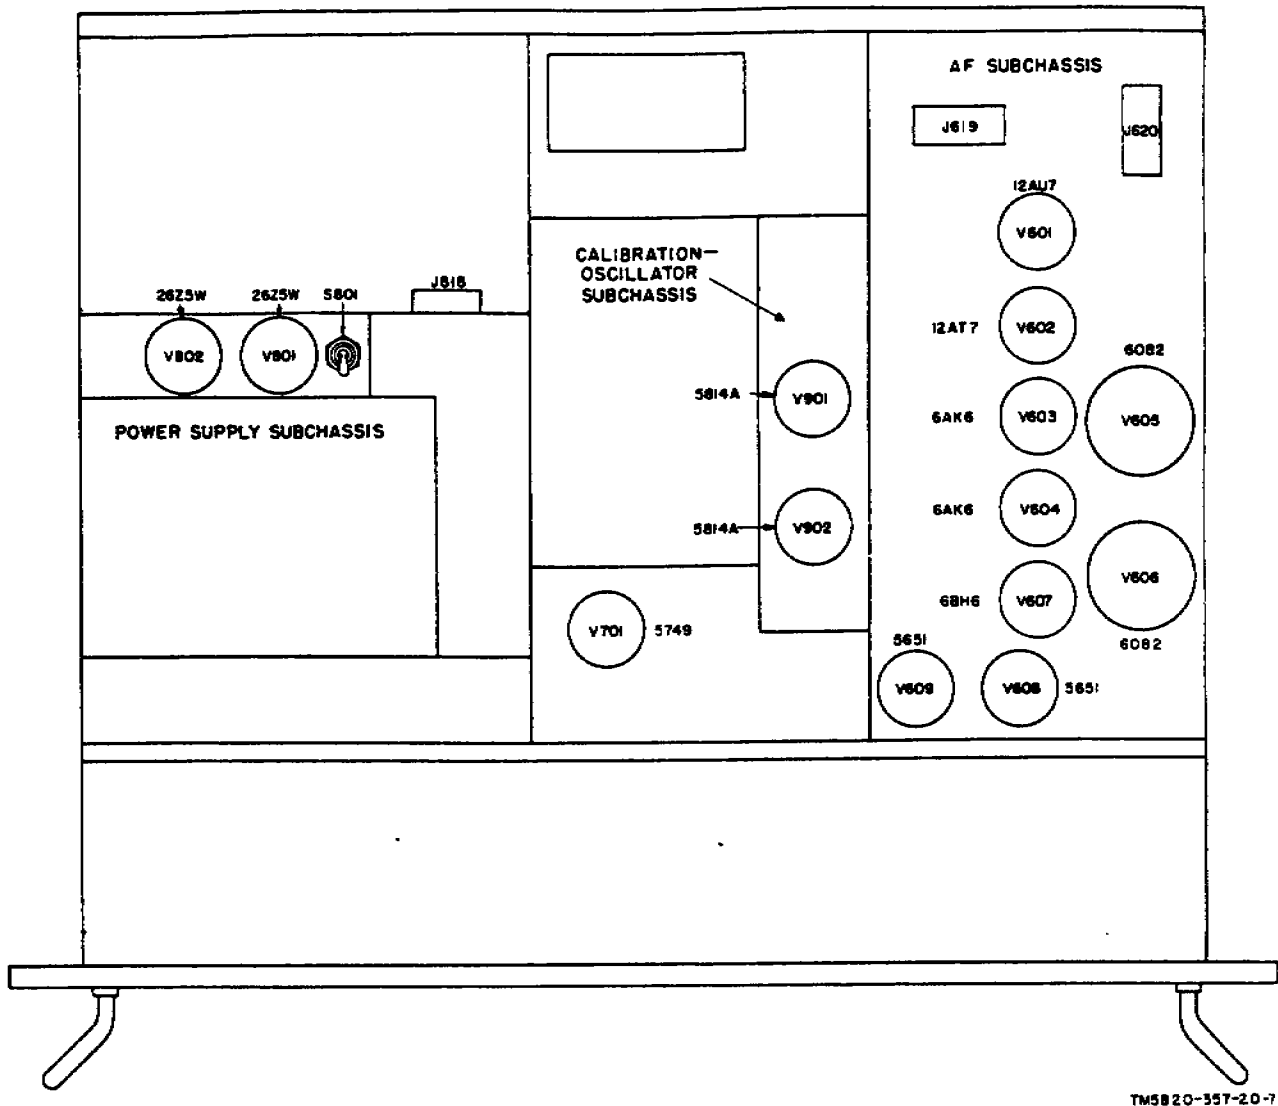 AF SUBCHASSIS
J619
J620
12AU7
V601
CALIBRATION-
OSCILLATOR
SUBCHASSIS
26Z5W
26Z5W
S801
J818
12AT7
V602
V802
V801
6082
5814A
V901
6AK6
V603
V605
POWER SUPPLY SUBCHASSIS
6AK6
V604
5814A
V902
V606
6BH6
V607
V701
5749
6082
5651
V609
V608
5651
TM5820-357-20-7